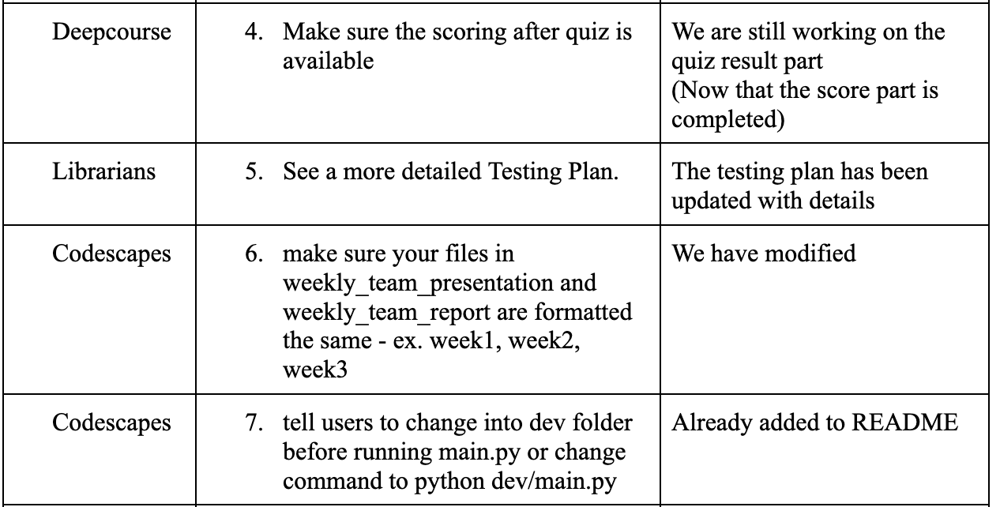 Deepcourse
4. Make sure the scoring after quiz is
available
We are still working on the
quiz result part
(Now that the score part is
completed)
Librarians
5. See a more detailed Testing Plan.
The testing plan has been
updated with details
Codescapes
6. make sure your files in
weekly_team_presentation and
weekly_team_report are formatted
the same - ex. week1, week2,
week3
We have modified
Codescapes
7. tell users to change into dev folder
before running main.py or change
command to python dev/main.py
Already added to README